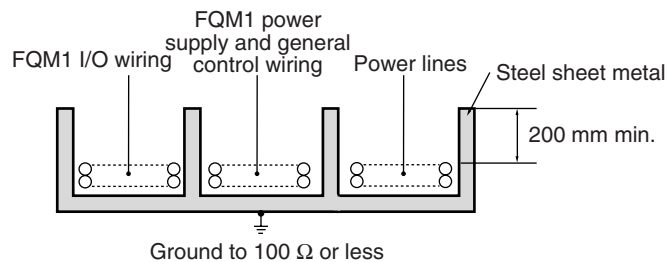 FQM1 I/O wiring
FQM1 power
supply and general
control wiring
Power lines
Steel sheet metal
200 mm min.
Ground to 100 Ω or less